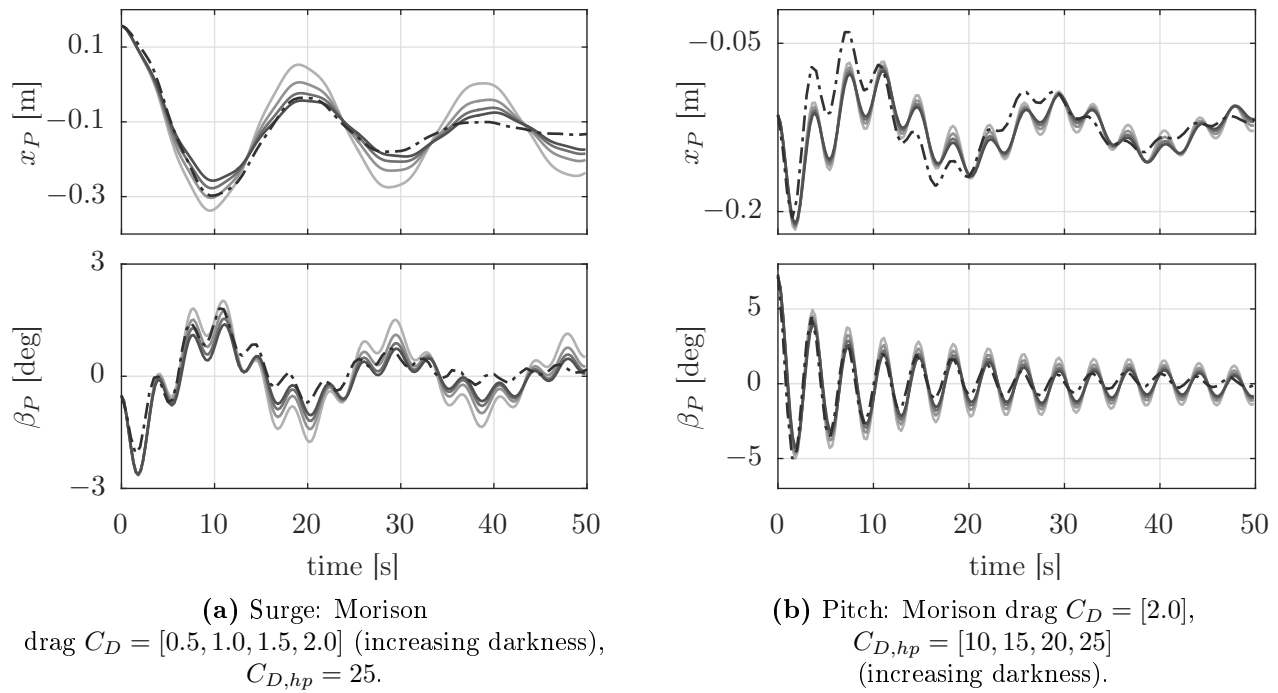 0.1
−0.1
−0.3
x_P [m]
3
0
−3
β_P [deg]
0 10 20 30 40 50
time [s]
(a) Surge: Morison
drag C_D = [0.5, 1.0, 1.5, 2.0] (increasing darkness),
C_{D,hp} = 25.
−0.05
−0.2
x_P [m]
5
0
−5
β_P [deg]
0 10 20 30 40 50
time [s]
(b) Pitch: Morison drag C_D = [2.0],
C_{D,hp} = [10, 15, 20, 25]
(increasing darkness).